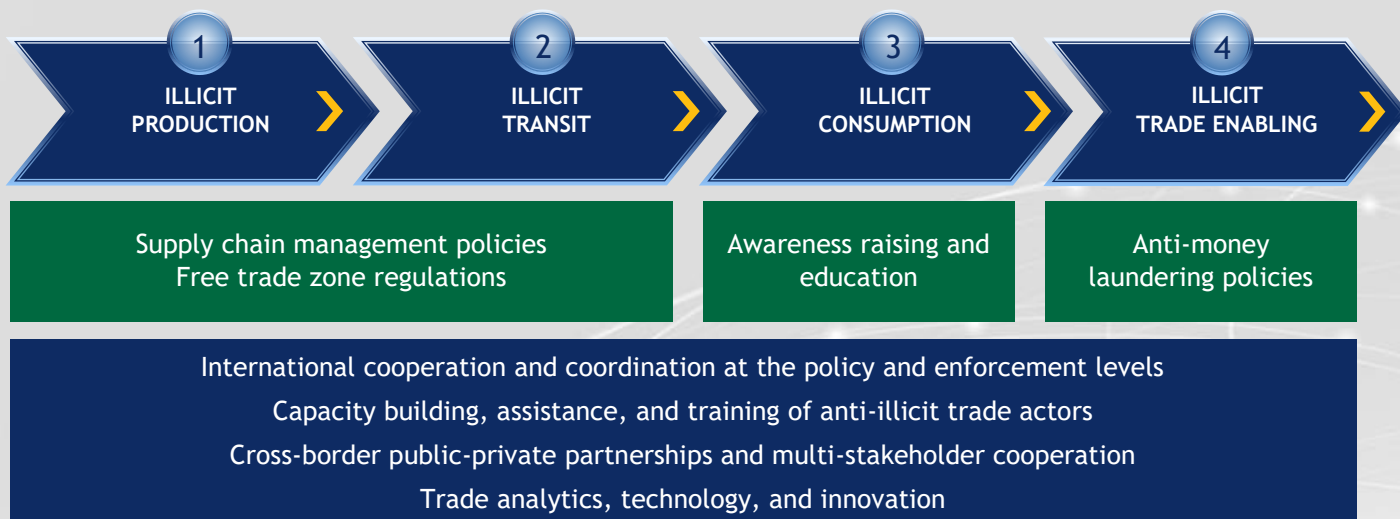 1
ILLICIT
PRODUCTION
2
ILLICIT
TRANSIT
3
ILLICIT
CONSUMPTION
4
ILLICIT
TRADE ENABLING
Supply chain management policies
Free trade zone regulations
Awareness raising and
education
Anti-money
laundering policies
International cooperation and coordination at the policy and enforcement levels
Capacity building, assistance, and training of anti-illicit trade actors
Cross-border public-private partnerships and multi-stakeholder cooperation
Trade analytics, technology, and innovation